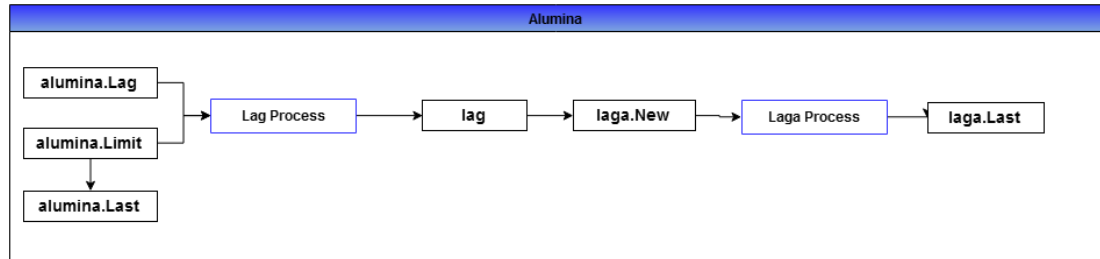 Alumina
alumina.Lag
alumina.Limit
alumina.Last
Lag Process
lag
laga.New
Laga Process
laga.Last